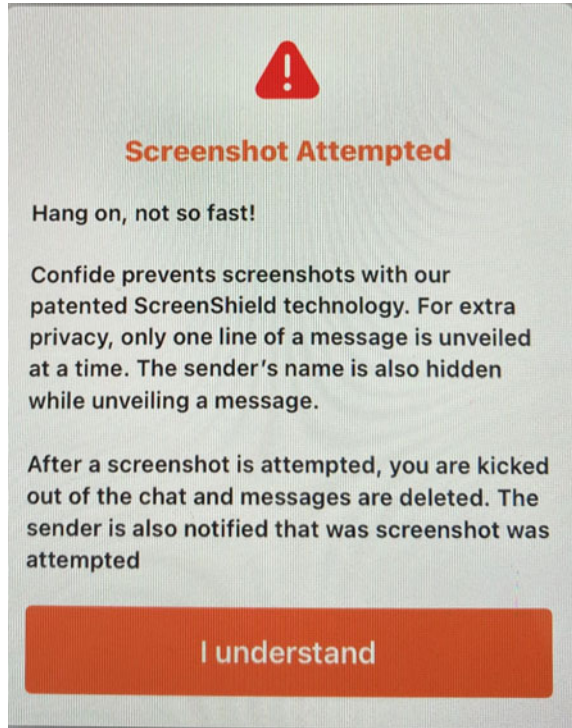 Screenshot Attempted
Hang on, not so fast!
Confide prevents screenshots with our
patented ScreenShield technology. For extra
privacy, only one line of a message is unveiled
at a time. The sender's name is also hidden
while unveiling a message.
After a screenshot is attempted, you are kicked
out of the chat and messages are deleted. The
sender is also notified that was screenshot was
attempted
I understand